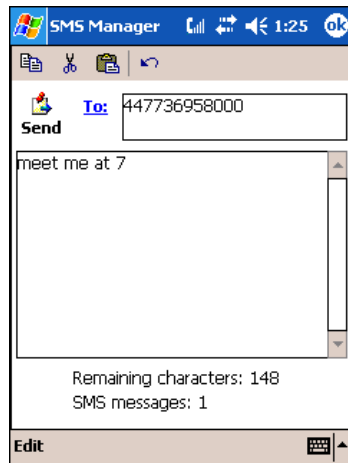 SMS Manager 1:25 ok
To: 447736958000
Send
meet me at 7
Remaining characters: 148
SMS messages: 1
Edit